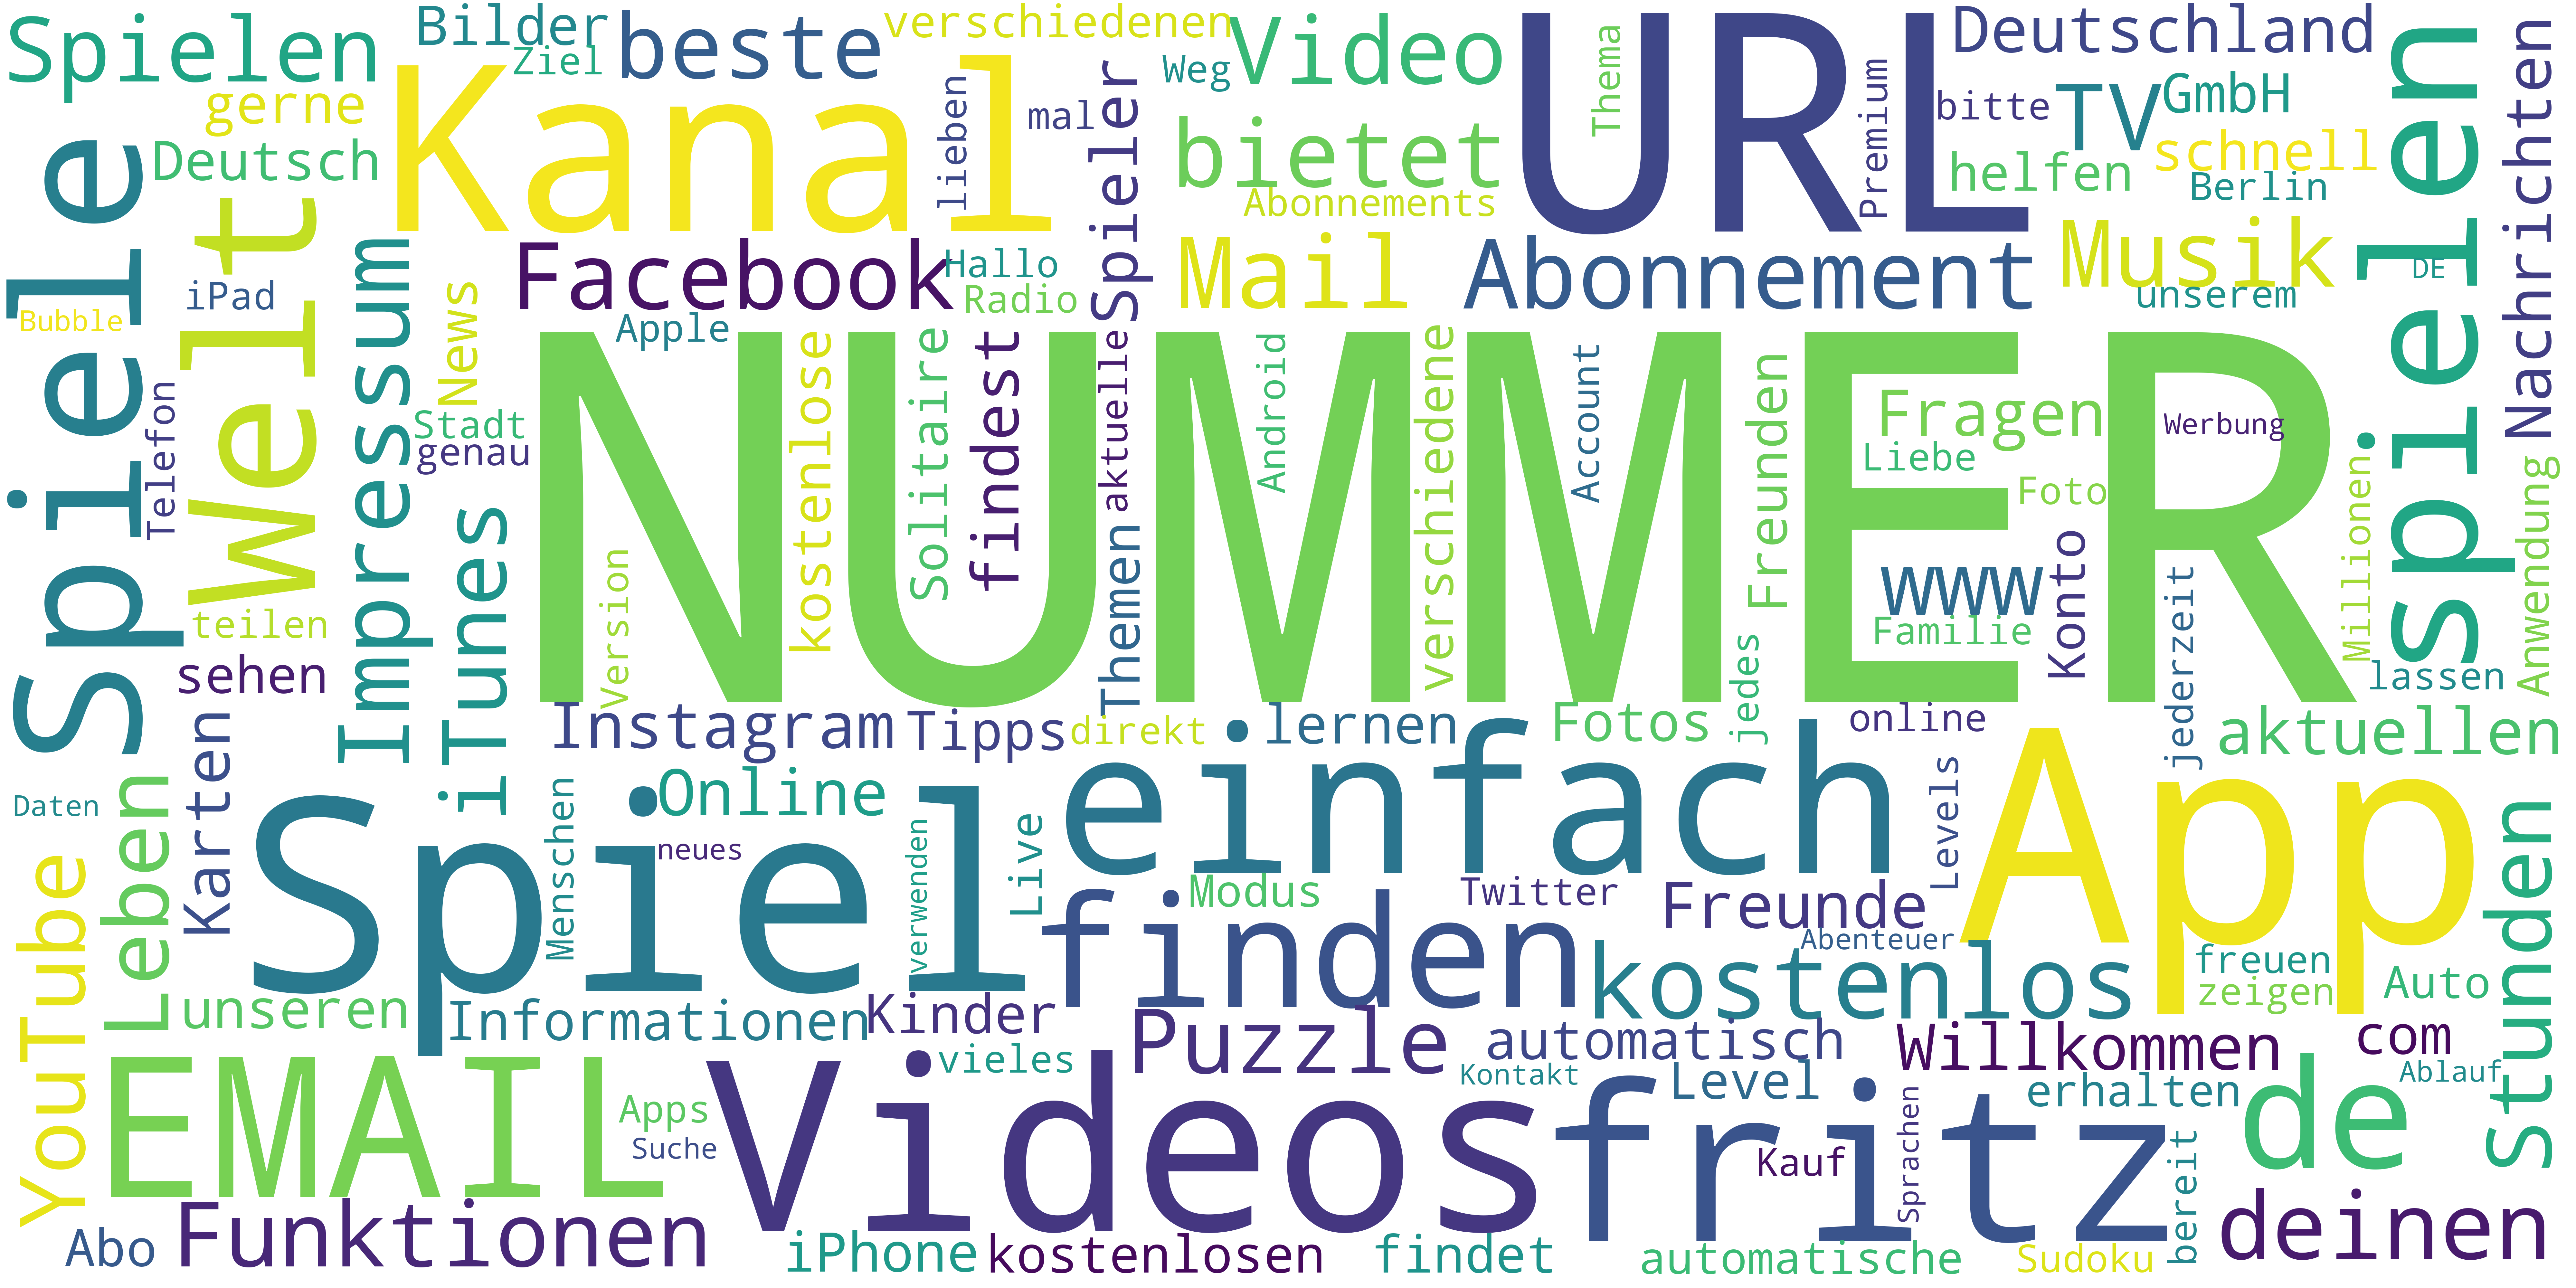 Spielen
Bilder
Ziel
beste
verschiedenen
Weg
Video
URL
Thema
Premium
Deutschland
bitte
TV
GmbH
schnell
Berlin
helfen
Nachrichten
spielen
gerne
Deutsch
Kanal
lieben
mal
Spieler
bietet
Abonnements
Spiele
Welt
iPad
Bubble
Impressum
News
Facebook
Hallo
Radio
Mail
Abonnement
Musik
unserem
DE
Apple
Telefon
Stadt
genau
iTunes
NUMMER
kostenlose
Solitaire
findest
aktuelle
Themen
Android
verschiedene
Account
Freunden
Fragen
Liebe
Foto
Werbung
Version
www
Familie
Konto
jederzeit
Millionen
Anwendung
lassen
teilen
sehen
Karten
Instagram
Tipps
direkt
lernen
Fotos
jedes
online
aktuellen
Daten
Leben
YouTube
Spiel
Online
neues
Menschen
verwenden
Live
einfach
Levels
App
stunden
finden
Modus
Twitter
Freunde
Abenteuer
kostenlos
freuen
zeigen
Auto
unseren
Informationen
Kinder
vieles
Puzzle
automatisch
Kontakt
Level
Willkommen
com
Ablauf
erhalten
de
EMAIL
Apps
Suche
Videos
fritz
Kauf
Sprachen
bereit
deinen
Abo
Funktionen
iPhone
kostenlosen
findet
automatische
Sudoku